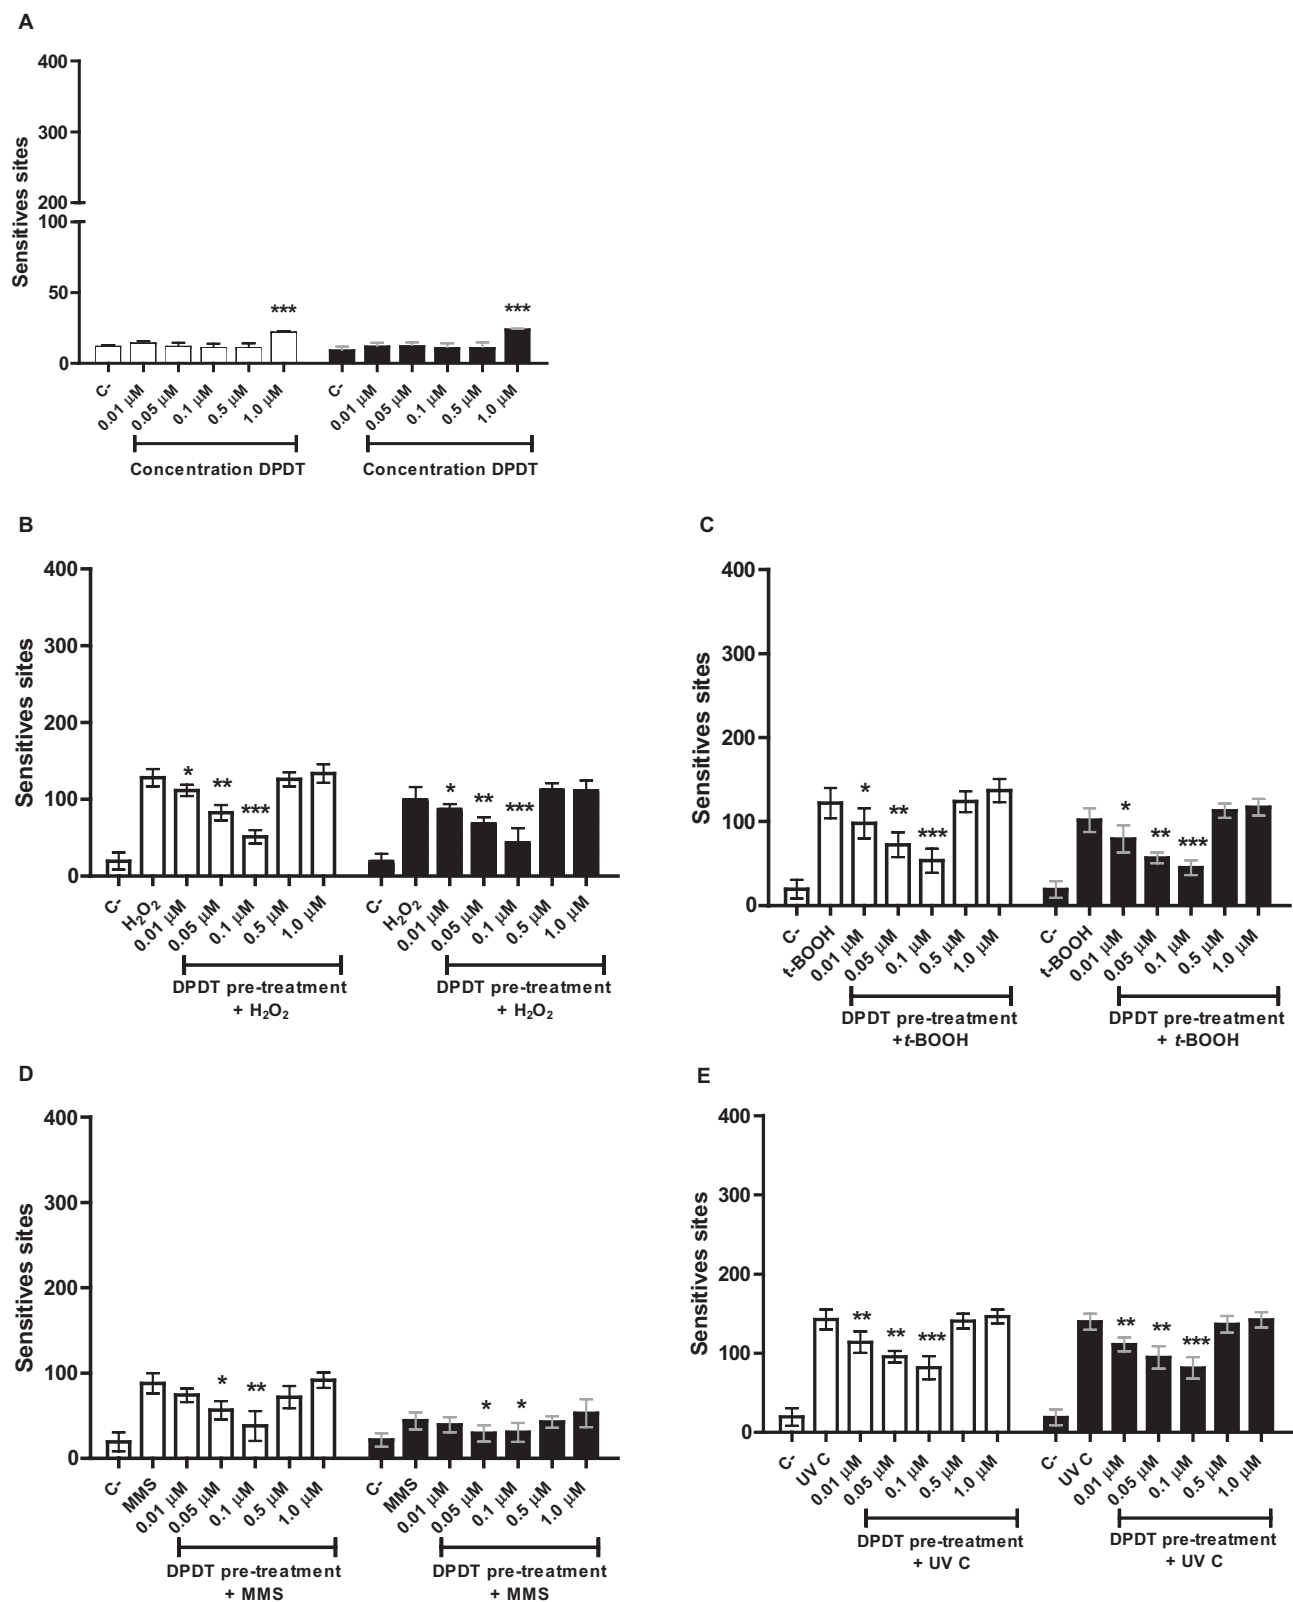 A
Sensitives sites
400
300
200
100
50
0
*** ***
C- 0.01 μM 0.05 μM 0.1 μM 0.5 μM 1.0 μM C- 0.01 μM 0.05 μM 0.1 μM 0.5 μM 1.0 μM
Concentration DPDT Concentration DPDT
B
Sensitives sites
400
300
200
100
0
* ** *** * ** ***
C- H₂O₂ 0.01 μM 0.05 μM 0.1 μM 0.5 μM 1.0 μM C- H₂O₂ 0.01 μM 0.05 μM 0.1 μM 0.5 μM 1.0 μM
DPDT pre-treatment DPDT pre-treatment
+ H₂O₂ + H₂O₂
C
Sensitives sites
400
300
200
100
0
* ** *** * ** ***
C- t-BOOH 0.01 μM 0.05 μM 0.1 μM 0.5 μM 1.0 μM C- t-BOOH 0.01 μM 0.05 μM 0.1 μM 0.5 μM 1.0 μM
DPDT pre-treatment DPDT pre-treatment
+t-BOOH + t-BOOH
D
Sensitives sites
400
300
200
100
0
* ** * *
C- MMS 0.01 μM 0.05 μM 0.1 μM 0.5 μM 1.0 μM C- MMS 0.01 μM 0.05 μM 0.1 μM 0.5 μM 1.0 μM
DPDT pre-treatment DPDT pre-treatment
+ MMS + MMS
E
Sensitives sites
400
300
200
100
0
** ** *** ** ** ***
C- UV C 0.01 μM 0.05 μM 0.1 μM 0.5 μM 1.0 μM C- UV C 0.01 μM 0.05 μM 0.1 μM 0.5 μM 1.0 μM
DPDT pre-treatment DPDT pre-treatment
+ UV C + UV C